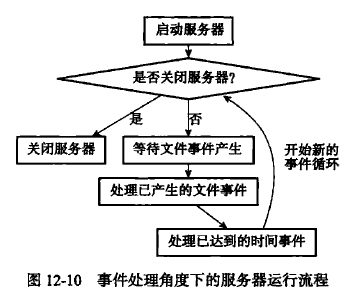 启动服务器
是否关闭服务器?
是
否
关闭服务器
等待文件事件产生
开始新的
事件循环
处理已产生的文件事件
处理已达到的时间事件
图 12-10 事件处理角度下的服务器运行流程